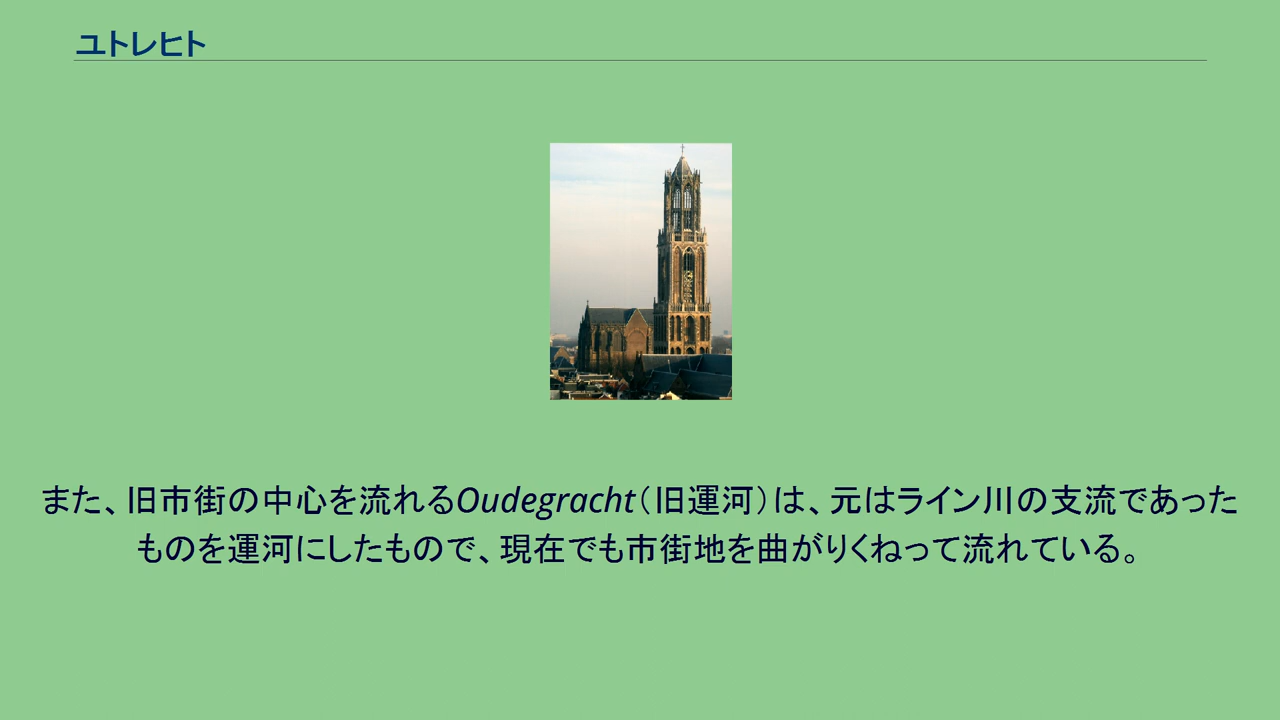 ユトレヒト
また、旧市街の中心を流れるOudegracht（旧運河）は、元はライン川の支流であった
ものを運河にしたもので、現在でも市街地を曲がりくねって流れている。